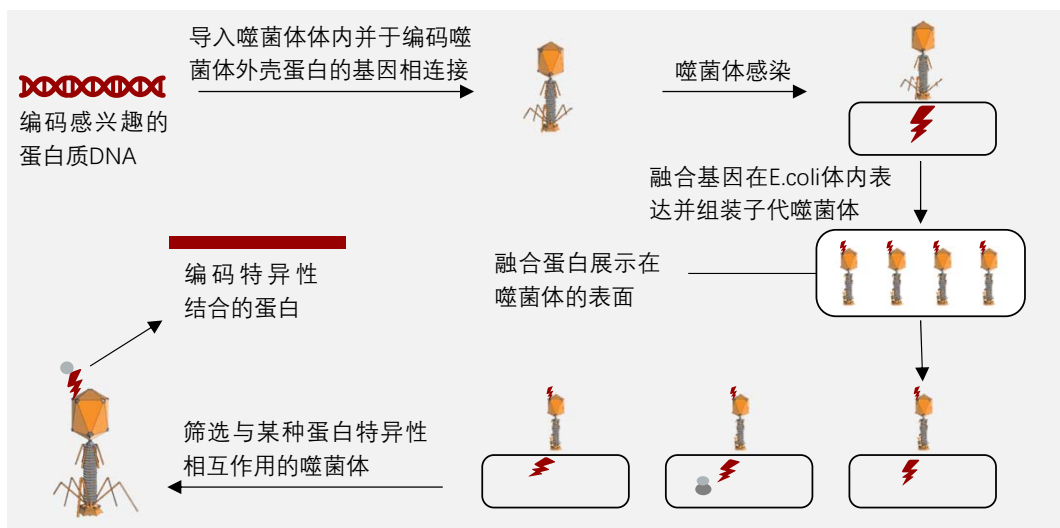 导入噬菌体体内并于编码噬
菌体外壳蛋白的基因相连接
噬菌体感染
编码感兴趣的
蛋白质DNA
融合基因在E.coli体内表
达并组装子代噬菌体
融合蛋白展示在
噬菌体的表面
编码特异性
结合的蛋白
筛选与某种蛋白特异性
相互作用的噬菌体